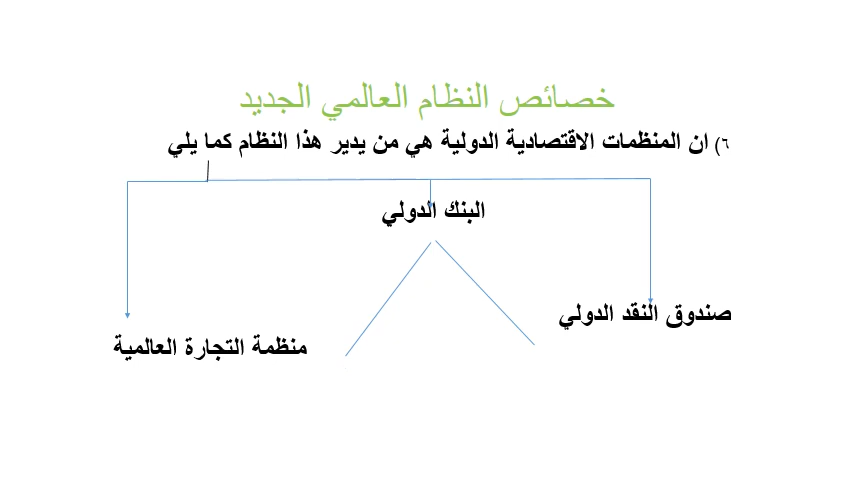 خصائص النظام العالمي الجديد
٦) ان المنظمات الاقتصادية الدولية هي من يدير هذا النظام كما يلي
البنك الدولي
صندوق النقد الدولي
منظمة التجارة العالمية